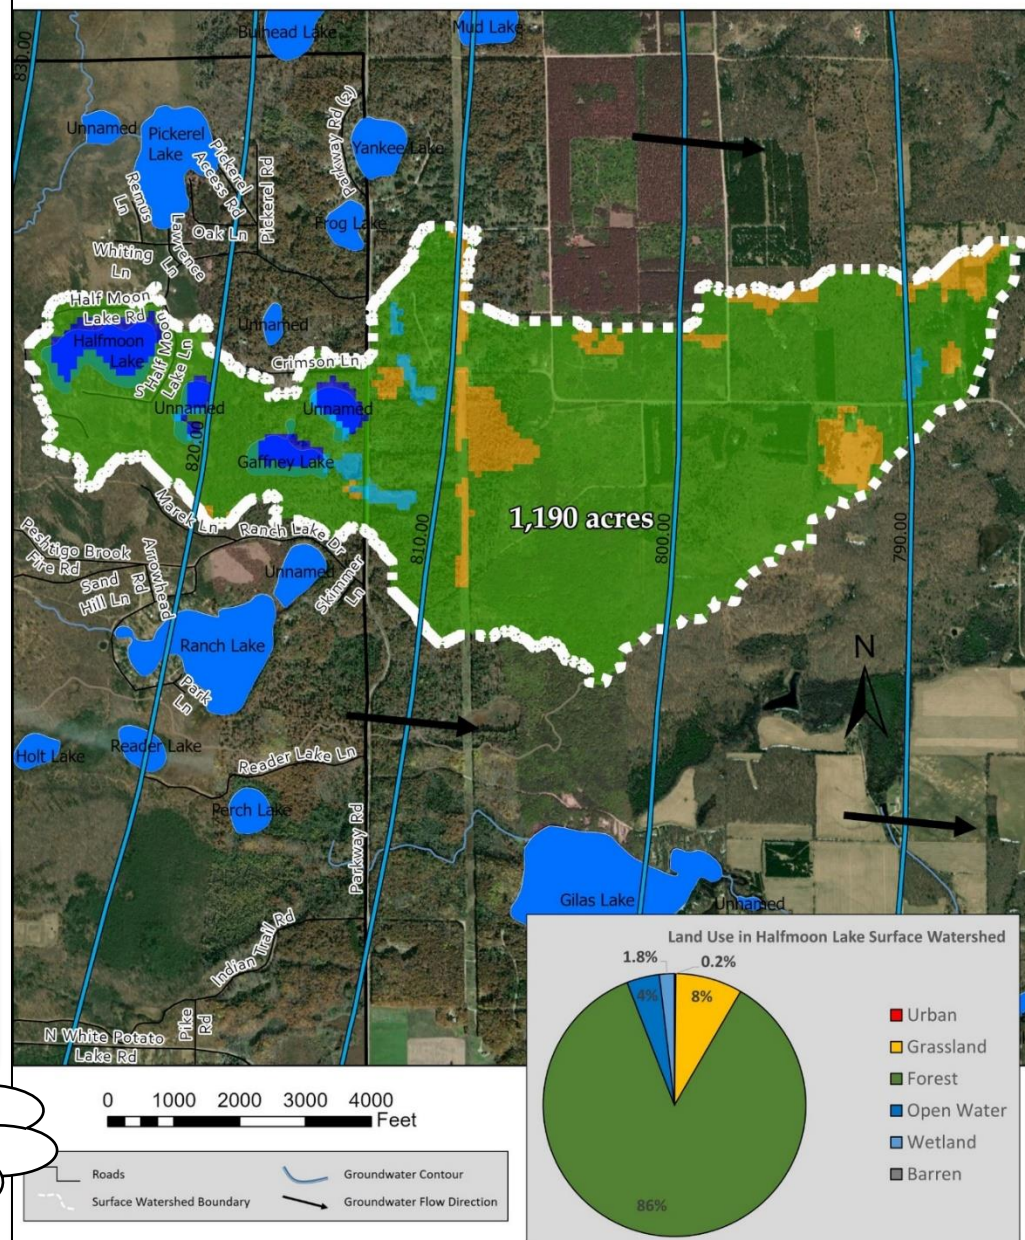 Bulhead Lake
Mud Lake
830.00
Unnamed
Pickerel
Lake
Pickerel
Access Rd
Pickerel Rd
Parkway Rd (2)
Yankee Lake
Remus
Ln
Lawrence
Ln
Oak Ln
Frog Lake
Whiting
Ln
Half Moon
Lake Rd
Halfmoon
Lake
S Half Moon
Lake Ln
Unnamed
Crimson Ln
Unnamed
Unnamed
820.00
Gaffney Lake
1,190 acres
810.00
800.00
790.00
Marek Ln
Ranch Lake Dr
Peshtigo Brook
Fire Rd
Sand
Hill Ln
Arrowhead
Rd
Unnamed
Skimmer
Ln
Ranch Lake
Park
Ln
N
Holt Lake
Reader Lake
Reader Lake Ln
Perch Lake
Parkway Rd
Gilas Lake
Unnamed
Indian Trail Rd
Pike
Rd
N White Potato
Lake Rd
0 1000 2000 3000 4000
Feet
Roads
Groundwater Contour
Surface Watershed Boundary
Groundwater Flow Direction
Land Use in Halfmoon Lake Surface Watershed
1.8%
0.2%
4%
8%
86%
Urban
Grassland
Forest
Open Water
Wetland
Barren